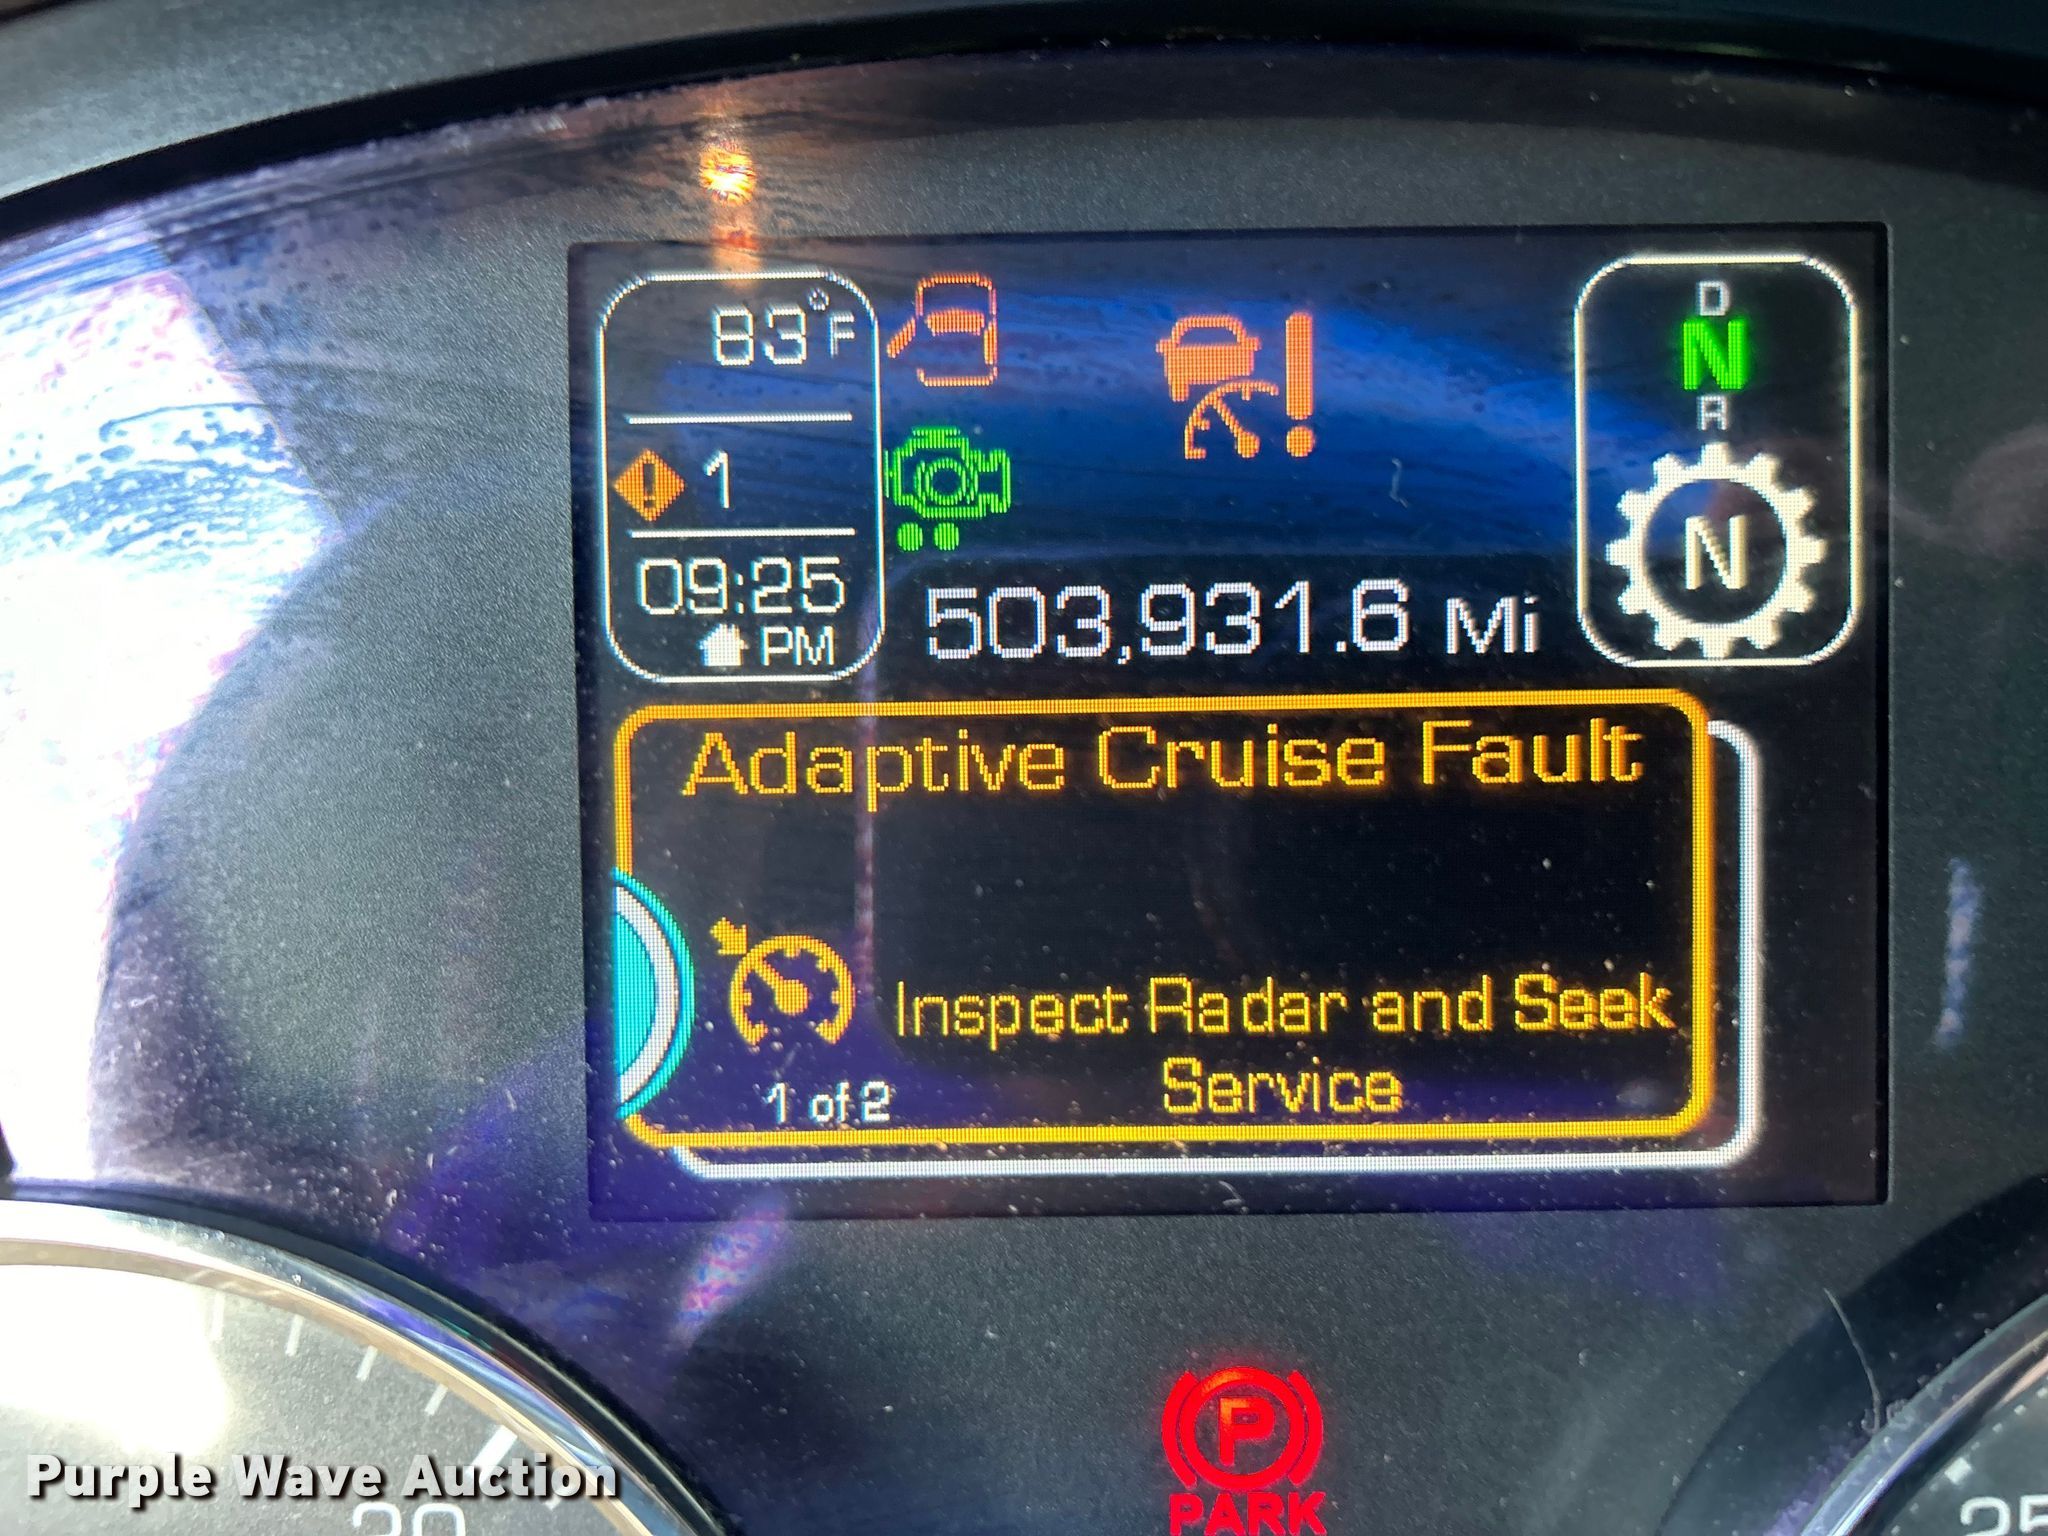 83°F
1
09:25
PM
503,931.6 Mi
D
N
R
N
Adaptive Cruise Fault
Inspect Radar and Seek
Service
1 of 2
P
PARK
Purple Wave Auction